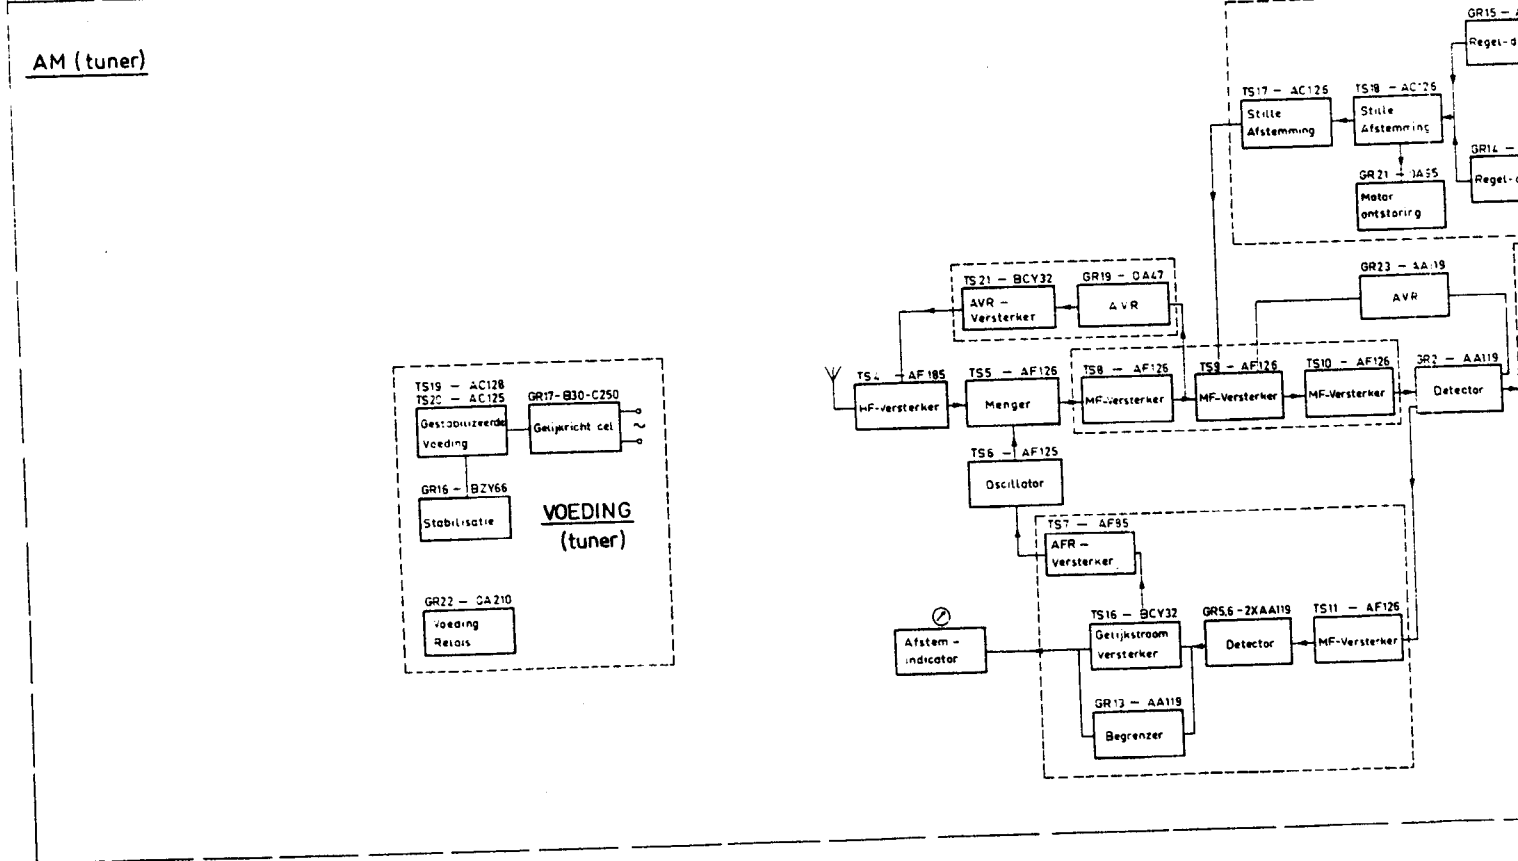 AM (tuner)
GR15 –
Regel-d
TS17 – AC126
Stille
Afstemming
TS18 – AC126
Stille
Afstemming
GR14 –
Regel-d
GR21 – OA95
Motor
ontstoring
TS21 – BCY32
AVR –
Versterker
GR19 – OA47
AVR
GR23 – AA119
AVR
TS4 – AF185
HF-Versterker
TS5 – AF126
Menger
TS8 – AF126
MF-Versterker
TS9 – AF126
MF-Versterker
TS10 – AF126
MF-Versterker
GR2 – AA119
Detector
TS6 – AF125
Oscillator
TS19 – AC128
TS20 – AC125
Gestabilizeerde
Voeding
GR17-B30-C250
Gelijkricht cel
~
GR16 – BZY66
Stabilisatie
VOEDING
(tuner)
GR22 – OA210
Voeding
Relais
TS7 – AF85
AFR –
Versterker
TS16 – BCY32
Gelijkstroom
versterker
GR5,6 – 2XAA119
Detector
TS11 – AF126
MF-Versterker
Afstem –
indicator
GR13 – AA119
Begrenzer